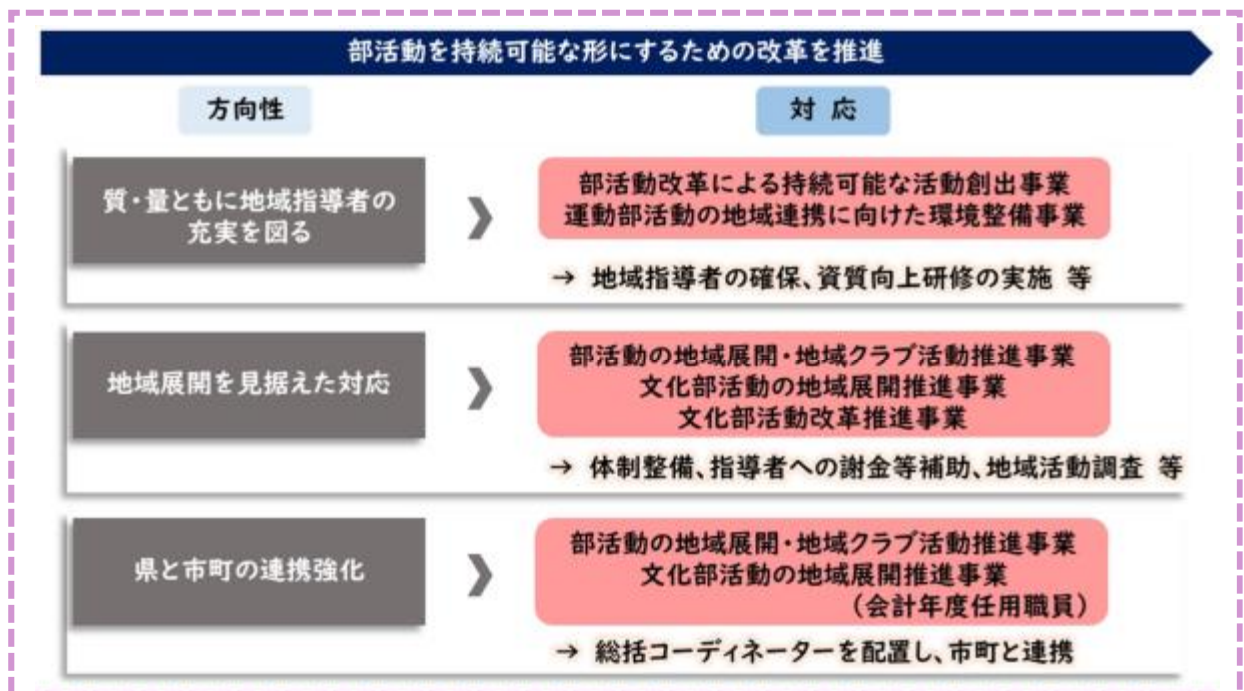 部活動を持続可能な形にするための改革を推進
方向性
対 応
質・量ともに地域指導者の
充実を図る
部活動改革による持続可能な活動創出事業
運動部活動の地域連携に向けた環境整備事業
→ 地域指導者の確保、資質向上研修の実施 等
地域展開を見据えた対応
部活動の地域展開・地域クラブ活動推進事業
文化部活動の地域展開推進事業
文化部活動改革推進事業
→ 体制整備、指導者への謝金等補助、地域活動調査 等
県と市町の連携強化
部活動の地域展開・地域クラブ活動推進事業
文化部活動の地域展開推進事業
（会計年度任用職員）
→ 総括コーディネーターを配置し、市町と連携